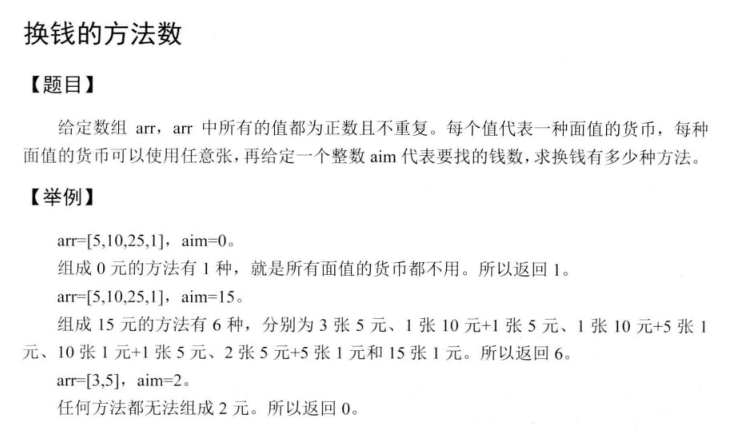 换钱的方法数
【题目】
给定数组 arr，arr 中所有的值都为正数且不重复。每个值代表一种面值的货币，每种
面值的货币可以使用任意张，再给定一个整数 aim 代表要找的钱数，求换钱有多少种方法。
【举例】
arr=[5,10,25,1]，aim=0。
组成 0 元的方法有 1 种，就是所有面值的货币都不用。所以返回 1。
arr=[5,10,25,1]，aim=15。
组成 15 元的方法有 6 种，分别为 3 张 5 元、1 张 10 元+1 张 5 元、1 张 10 元+5 张 1
元、10 张 1 元+1 张 5 元、2 张 5 元+5 张 1 元和 15 张 1 元。所以返回 6。
arr=[3,5]，aim=2。
任何方法都无法组成 2 元。所以返回 0。